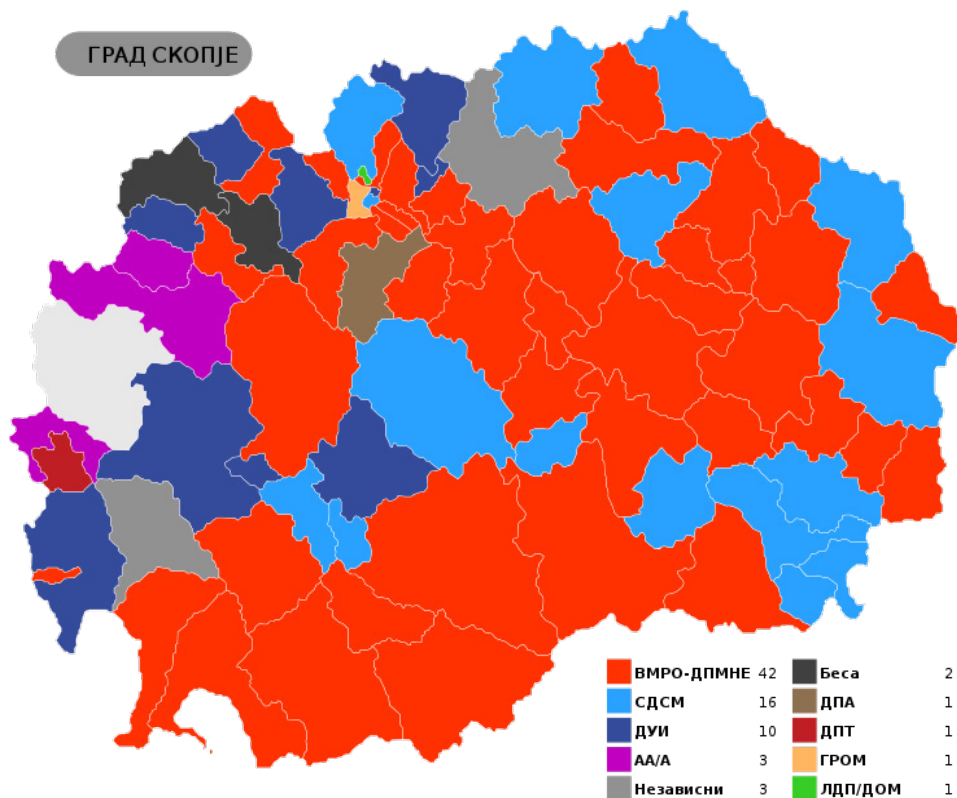 ГРАД СКОПЈЕ
ВМРО-ДПМНЕ 42
СДСМ 16
ДУИ 10
АА/А 3
Независни 3
Беса 2
ДПА 1
ДПТ 1
ГРОМ 1
ЛДП/ДОМ 1